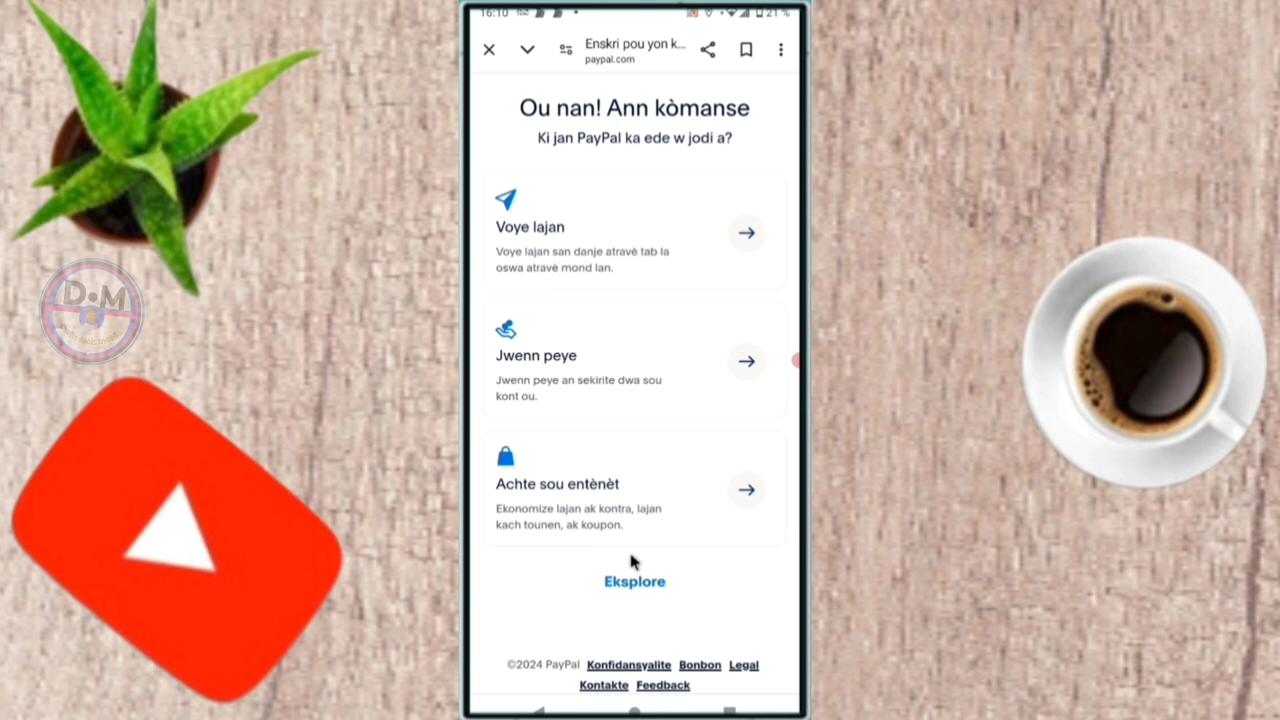 16:10
21 %
Enskri pou yon k...
paypal.com
Ou nan! Ann kòmanse
Ki jan PayPal ka ede w jodi a?
Voye lajan
Voye lajan san danje atravè tab la
oswa atravè mond lan.
Jwenn peye
Jwenn peye an sekirite dwa sou
kont ou.
Achte sou entènèt
Ekonomize lajan ak kontra, lajan
kach tounen, ak koupon.
Eksplore
©2024 PayPal Konfidansyalite Bonbon Legal
Kontakte Feedback
D•M